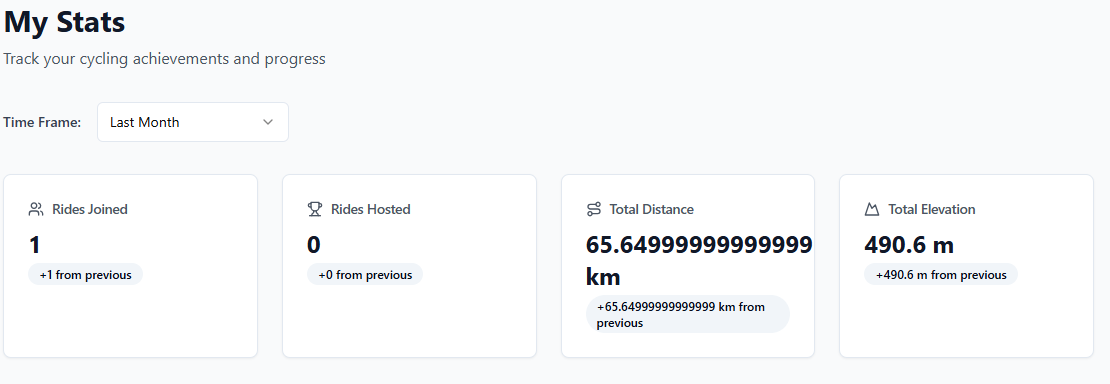 My Stats
Track your cycling achievements and progress
Time Frame: Last Month
Rides Joined
1
+1 from previous
Rides Hosted
0
+0 from previous
Total Distance
65.64999999999999
km
+65.64999999999999 km from
previous
Total Elevation
490.6 m
+490.6 m from previous